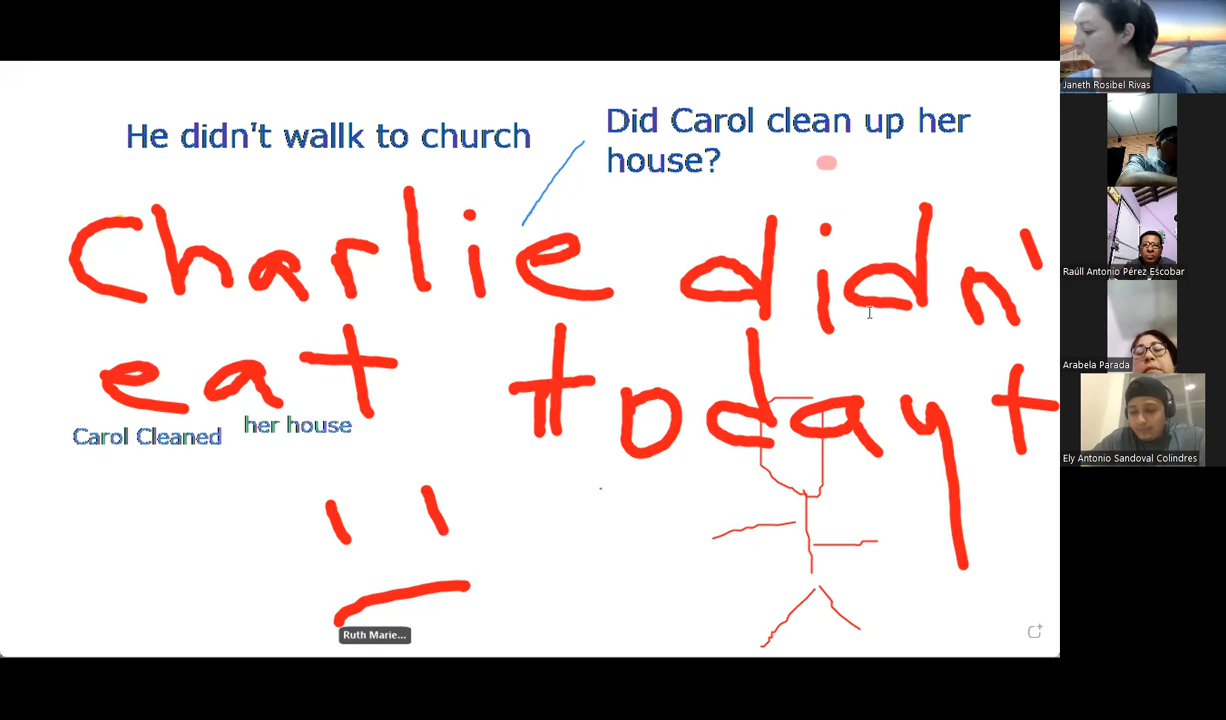 He didn't wallk to church
Did Carol clean up her
house?
Charlie didn'
eat today t
Carol Cleaned her house
Ruth Marie...
Janeth Rosibel Rivas
Raúll Antonio Pérez Escobar
Arabela Parada
Ely Antonio Sandoval Colindres